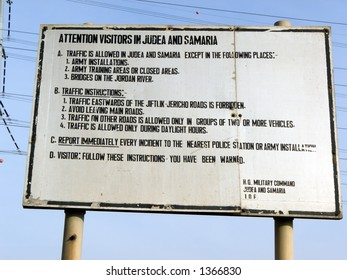 ATTENTION VISITORS IN JUDEA AND SAMARIA
A. TRAFFIC IS ALLOWED IN JUDEA AND SAMARIA EXCEPT IN THE FOLLOWING PLACES:-
1. ARMY INSTALLATIONS.
2. ARMY TRAINING AREAS OR CLOSED AREAS.
3. BRIDGES ON THE JORDAN RIVER.
B. TRAFFIC INSTRUCTIONS:-
1. TRAFFIC EASTWARDS OF THE JIFTLIK JERICHO ROADS IS FORBIDEN.
2. AVOID LEAVING MAIN ROADS.
3. TRAFFIC ON OTHER ROADS IS ALLOWED ONLY IN GROUPS OF TWO OR MORE VEHICLES.
4. TRAFFIC IS ALLOWED ONLY DURING DAYLIGHT HOURS.
C. REPORT IMMEDIATELY EVERY INCIDENT TO THE NEAREST POLICE STATION OR ARMY INSTALLATION
D. VISITOR: FOLLOW THESE INSTRUCTIONS YOU HAVE BEEN WARNED.
H.Q. MILITARY COMMAND
JUDEA AND SAMARIA
I.D.F.
shutterstock
IMAGE ID: 1366830
www.shutterstock.com